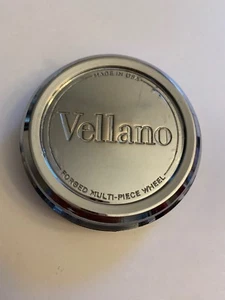 MADE IN USA
Vellano
FORGED MULTI-PIECE WHEEL